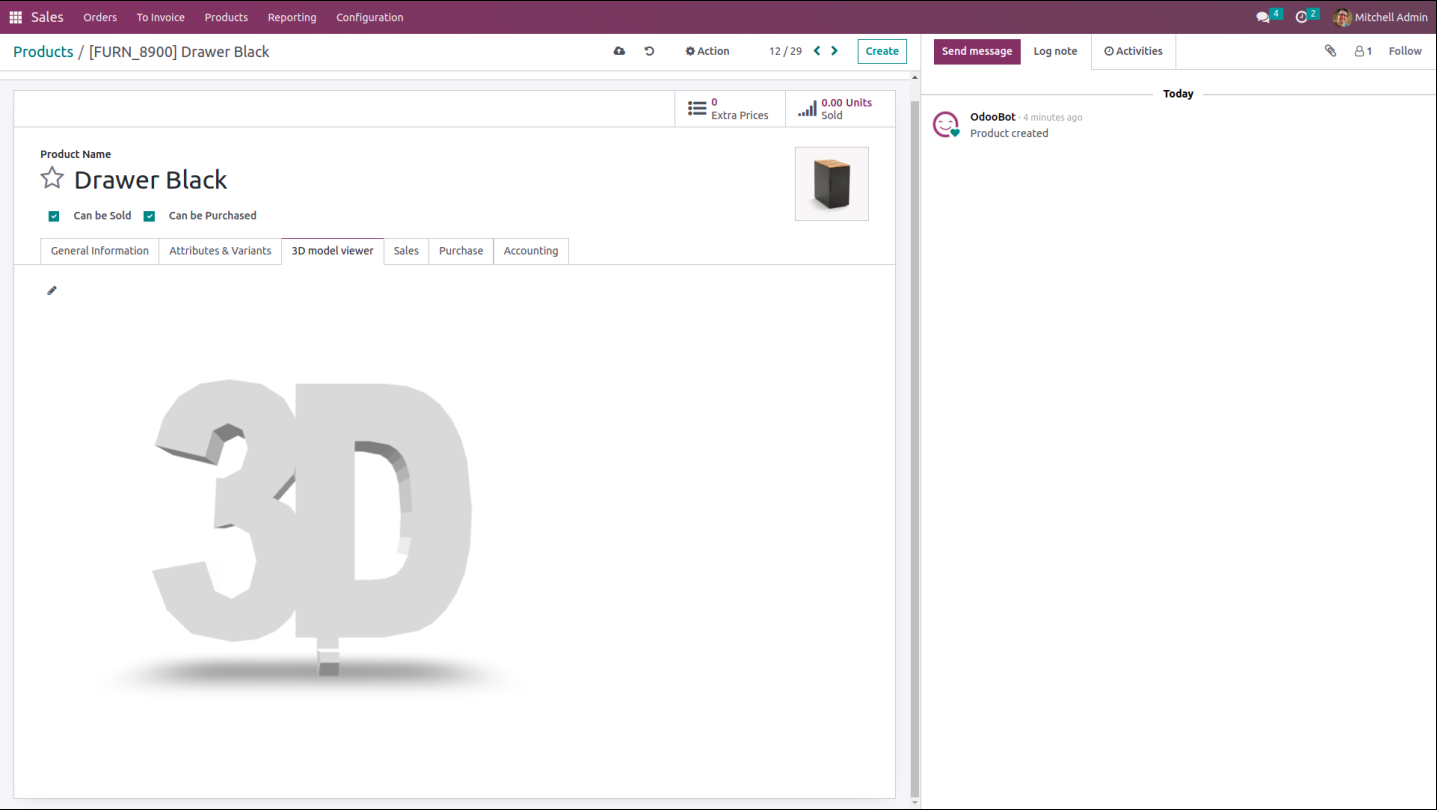 Sales Orders To Invoice Products Reporting Configuration 4 2 Mitchell Admin
Products / [FURN_8900] Drawer Black Action 12 / 29 Create
Send message Log note Activities 1 Follow
0
Extra Prices
0.00 Units
Sold
Product Name
Drawer Black
Can be Sold Can be Purchased
General Information Attributes & Variants 3D model viewer Sales Purchase Accounting
3D
Today
OdooBot - 4 minutes ago
Product created